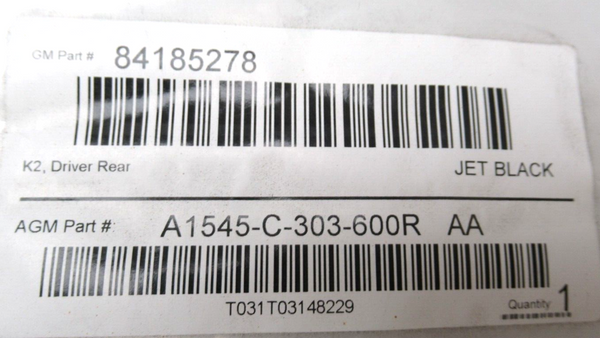 GM Part # 84185278
K2, Driver Rear JET BLACK
AGM Part #: A1545-C-303-600R AA
T031T03148229
Quantity 1